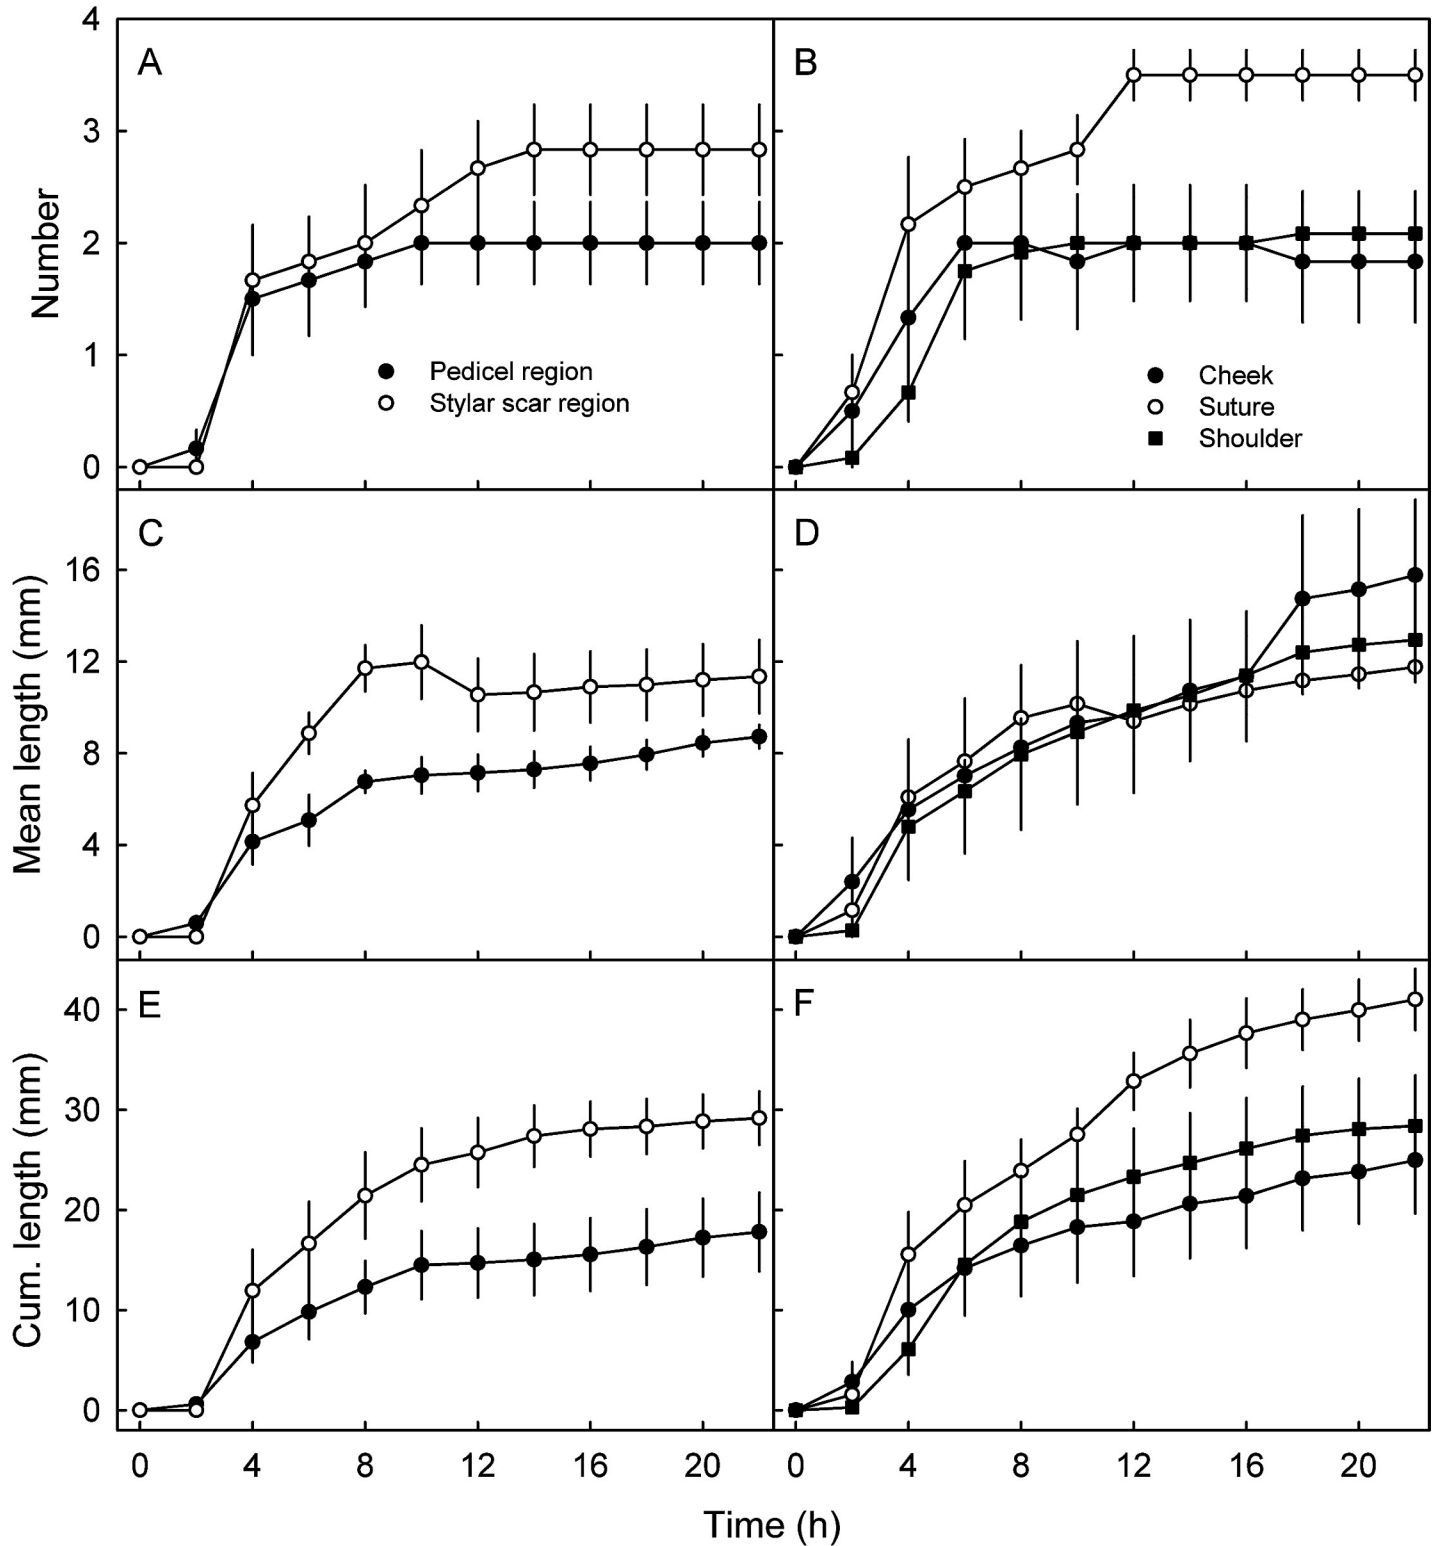 4
3
2
1
0
Number
A
Pedicel region
Stylar scar region
B
Cheek
Suture
Shoulder
16
12
8
4
0
Mean length (mm)
C
D
40
30
20
10
0
Cum. length (mm)
E
F
0 4 8 12 16 20
0 4 8 12 16 20
Time (h)